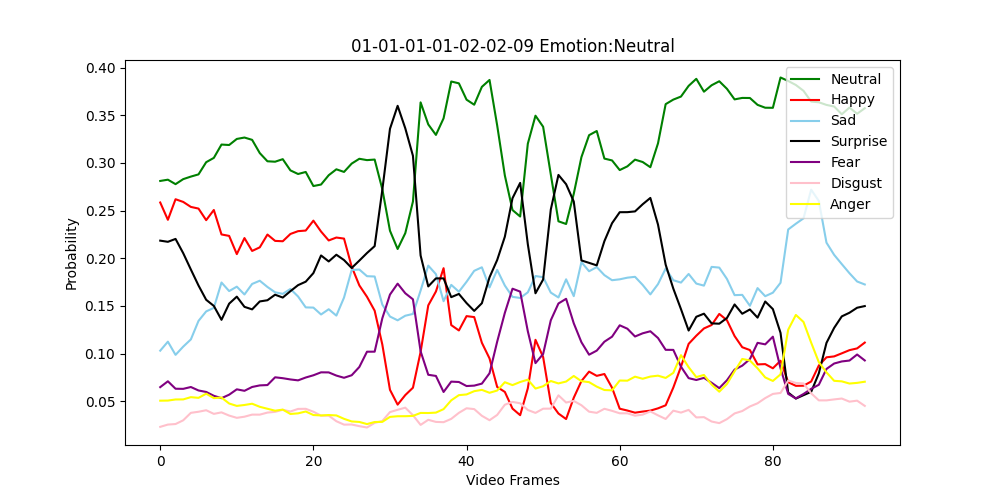 01-01-01-01-02-02-09 Emotion:Neutral
0.40
0.35
0.30
0.25
0.20
0.15
0.10
0.05
Probability
0 20 40 60 80
Video Frames
Neutral
Happy
Sad
Surprise
Fear
Disgust
Anger